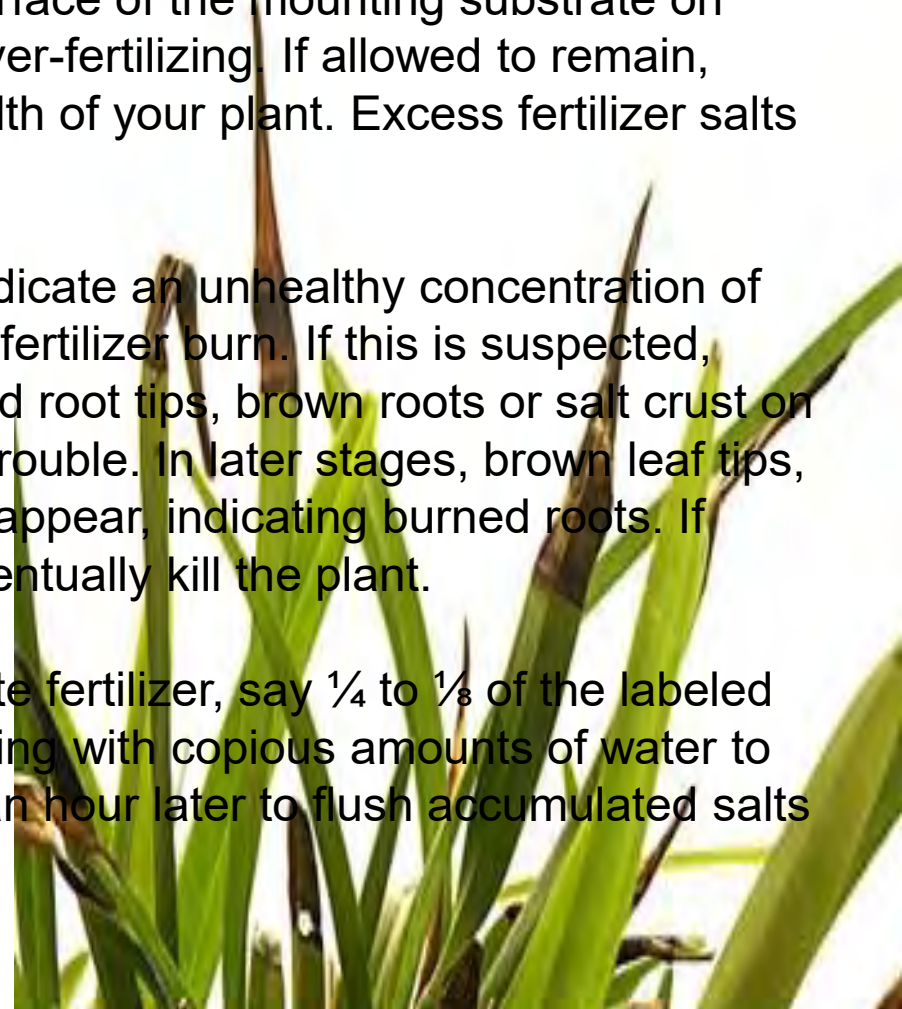 of the mounting substrate on
ver-fertilizing. If allowed to remain,
lth of your plant. Excess fertilizer salts
dicate an unhealthy concentration of
fertilizer burn. If this is suspected,
d root tips, brown roots or salt crust on
rouble. In later stages, brown leaf tips,
appear, indicating burned roots. If
entually kill the plant.
te fertilizer, say ¼ to ⅛ of the labeled
ing with copious amounts of water to
an hour later to flush accumulated salts